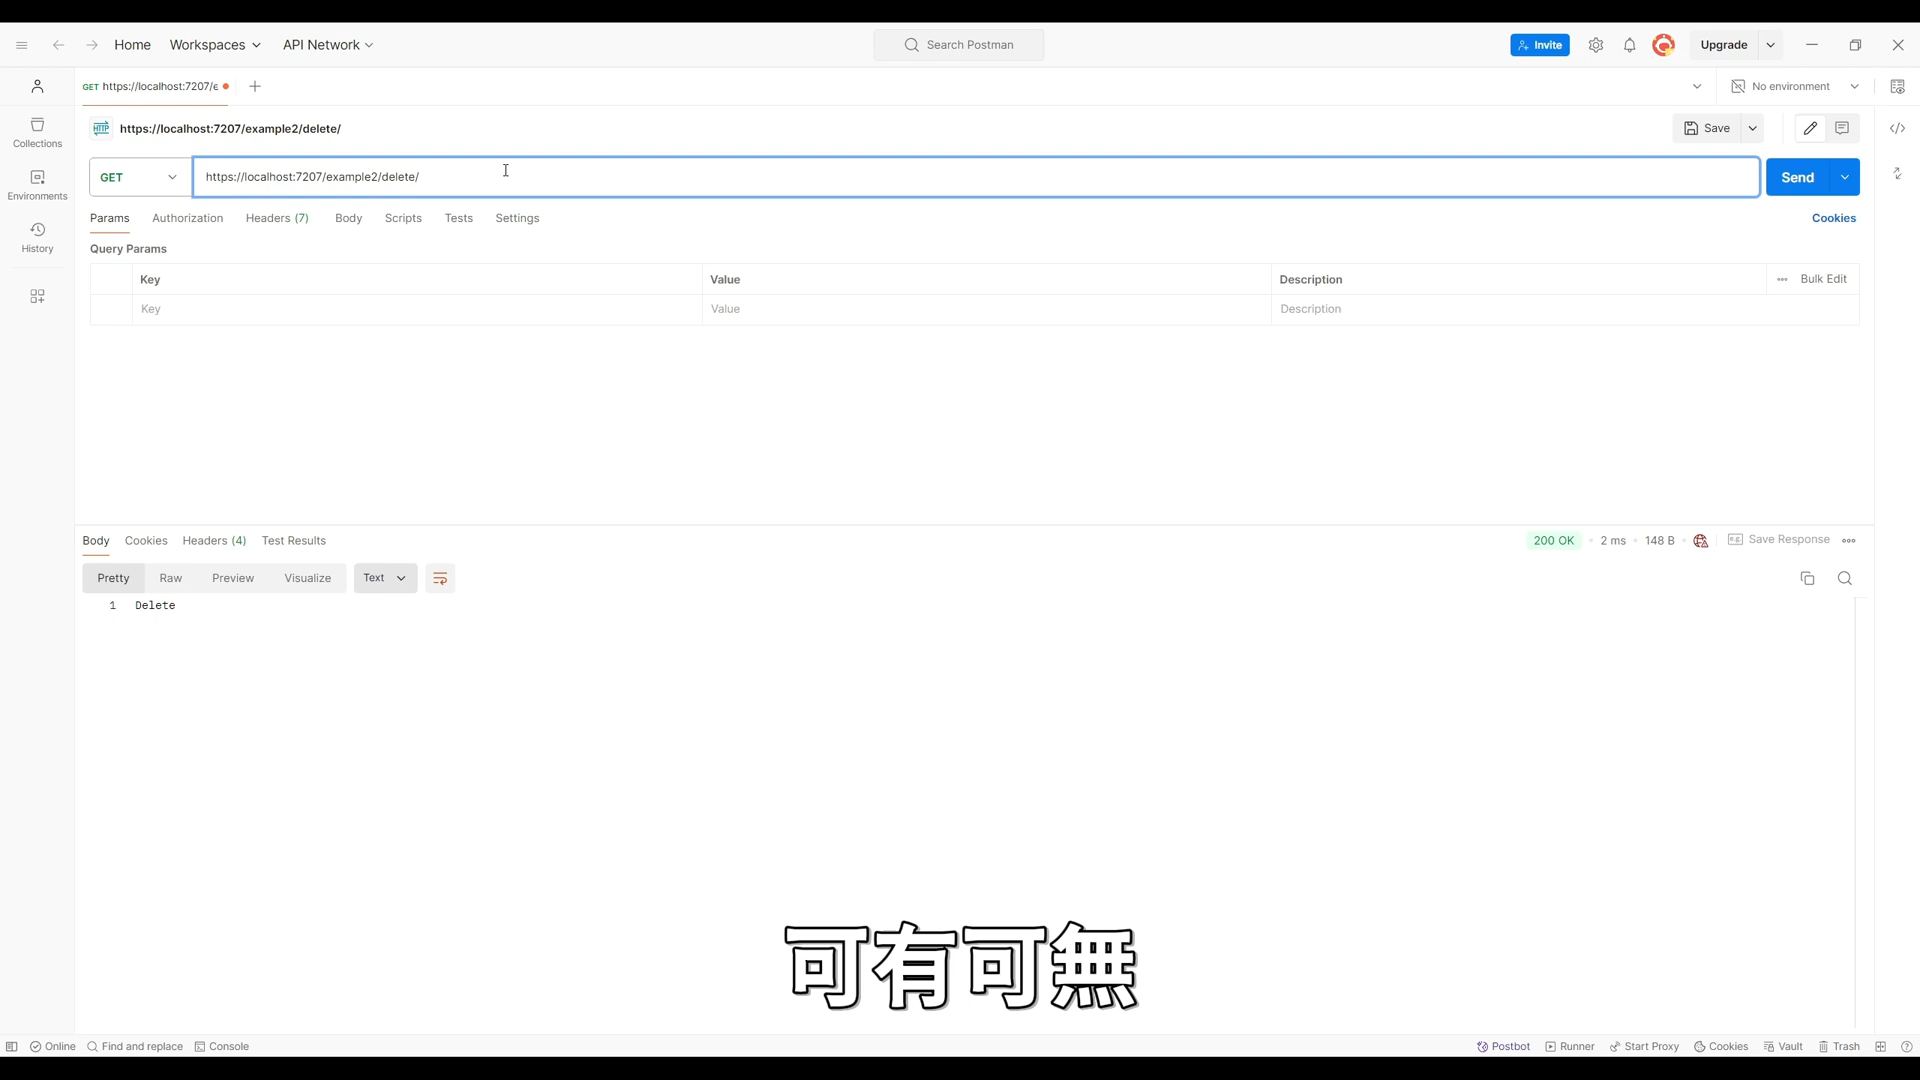 Home Workspaces API Network Search Postman Invite Upgrade
GET https://localhost:7207/e No environment
HTTP https://localhost:7207/example2/delete/ Save
GET https://localhost:7207/example2/delete/ Send
Params Authorization Headers (7) Body Scripts Tests Settings Cookies
Query Params
Key Value Description Bulk Edit
Key Value Description
Collections
Environments
History
Body Cookies Headers (4) Test Results 200 OK 2 ms 148 B e.g. Save Response
Pretty Raw Preview Visualize Text
1 Delete
可有可無
Online Find and replace Console Postbot Runner Start Proxy Cookies Vault Trash